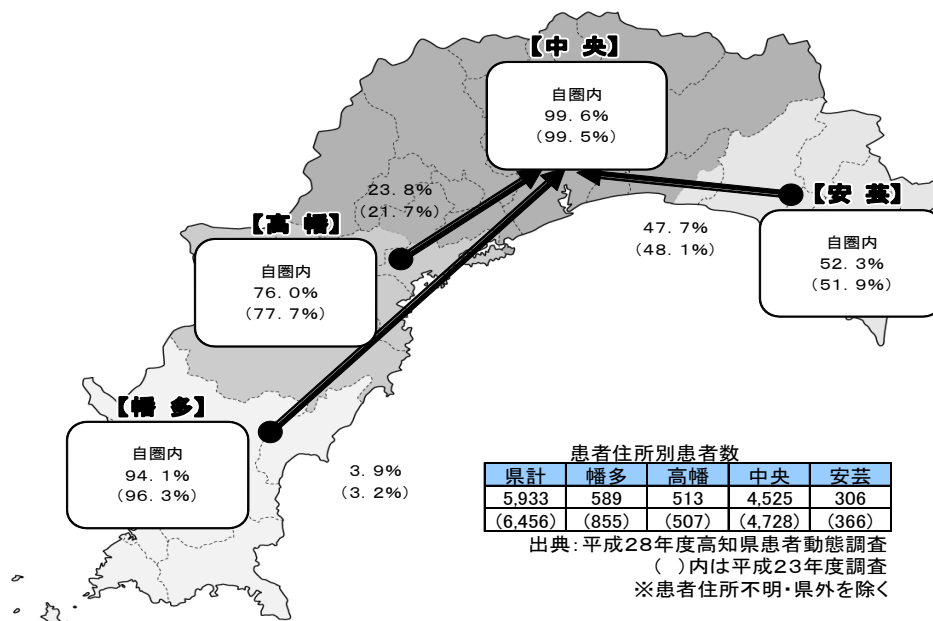 【中 央】
自圏内
99.6%
(99.5%)
23.8%
(21.7%)
【高 幡】
自圏内
76.0%
(77.7%)
47.7%
(48.1%)
【安 芸】
自圏内
52.3%
(51.9%)
【幡 多】
自圏内
94.1%
(96.3%)
3.9%
(3.2%)
患者住所別患者数
県計 幡多 高幡 中央 安芸
5,933 589 513 4,525 306
(6,456) (855) (507) (4,728) (366)
出典:平成28年度高知県患者動態調査
( )内は平成23年度調査
※患者住所不明・県外を除く